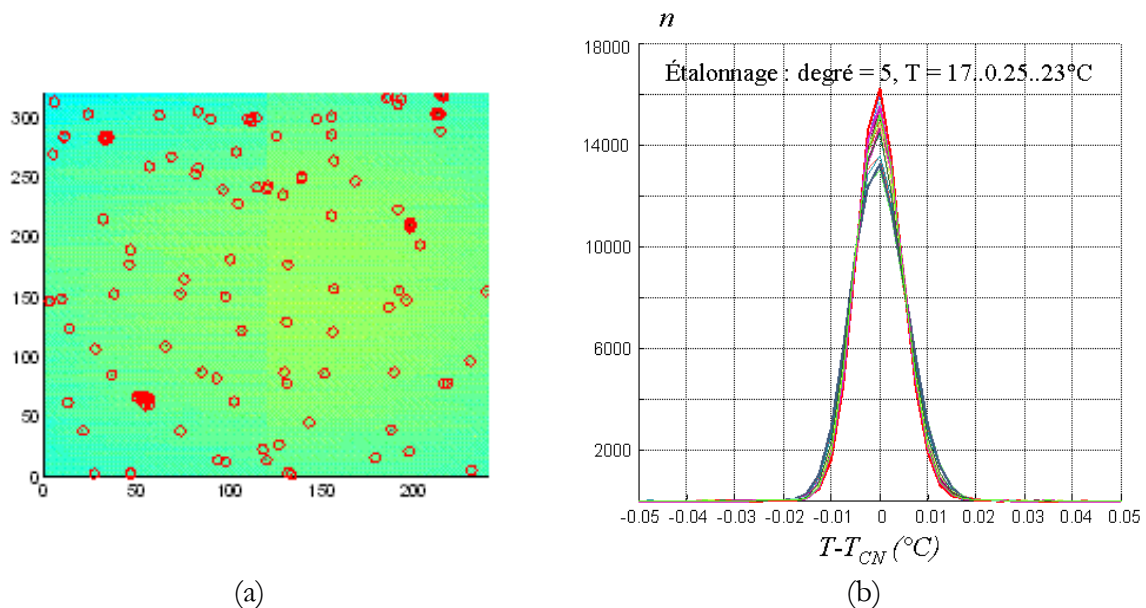 300
250
200
150
100
50
0
0 50 100 150 200
(a)
n
18000
Étalonnage : degré = 5, T = 17..0.25..23°C
14000
10000
6000
2000
-0.05 -0.04 -0.03 -0.02 -0.01 0 0.01 0.02 0.03 0.04 0.05
T-T_CN (°C)
(b)